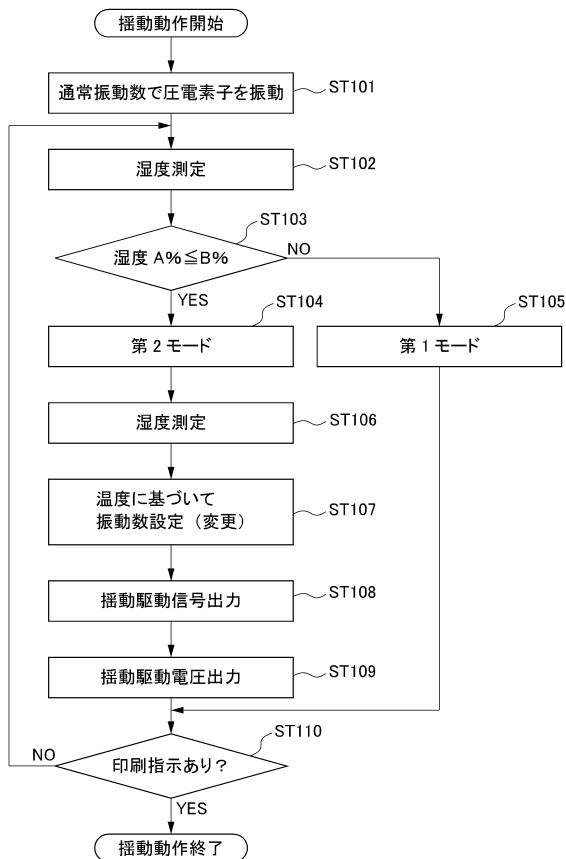 揺動動作開始
通常振動数で圧電素子を振動
ST101
湿度測定
ST102
ST103
湿度 A%≦B%
NO
YES
ST104
第2モード
ST105
第1モード
湿度測定
ST106
温度に基づいて
振動数設定（変更）
ST107
揺動駆動信号出力
ST108
揺動駆動電圧出力
ST109
ST110
印刷指示あり？
NO
YES
揺動動作終了